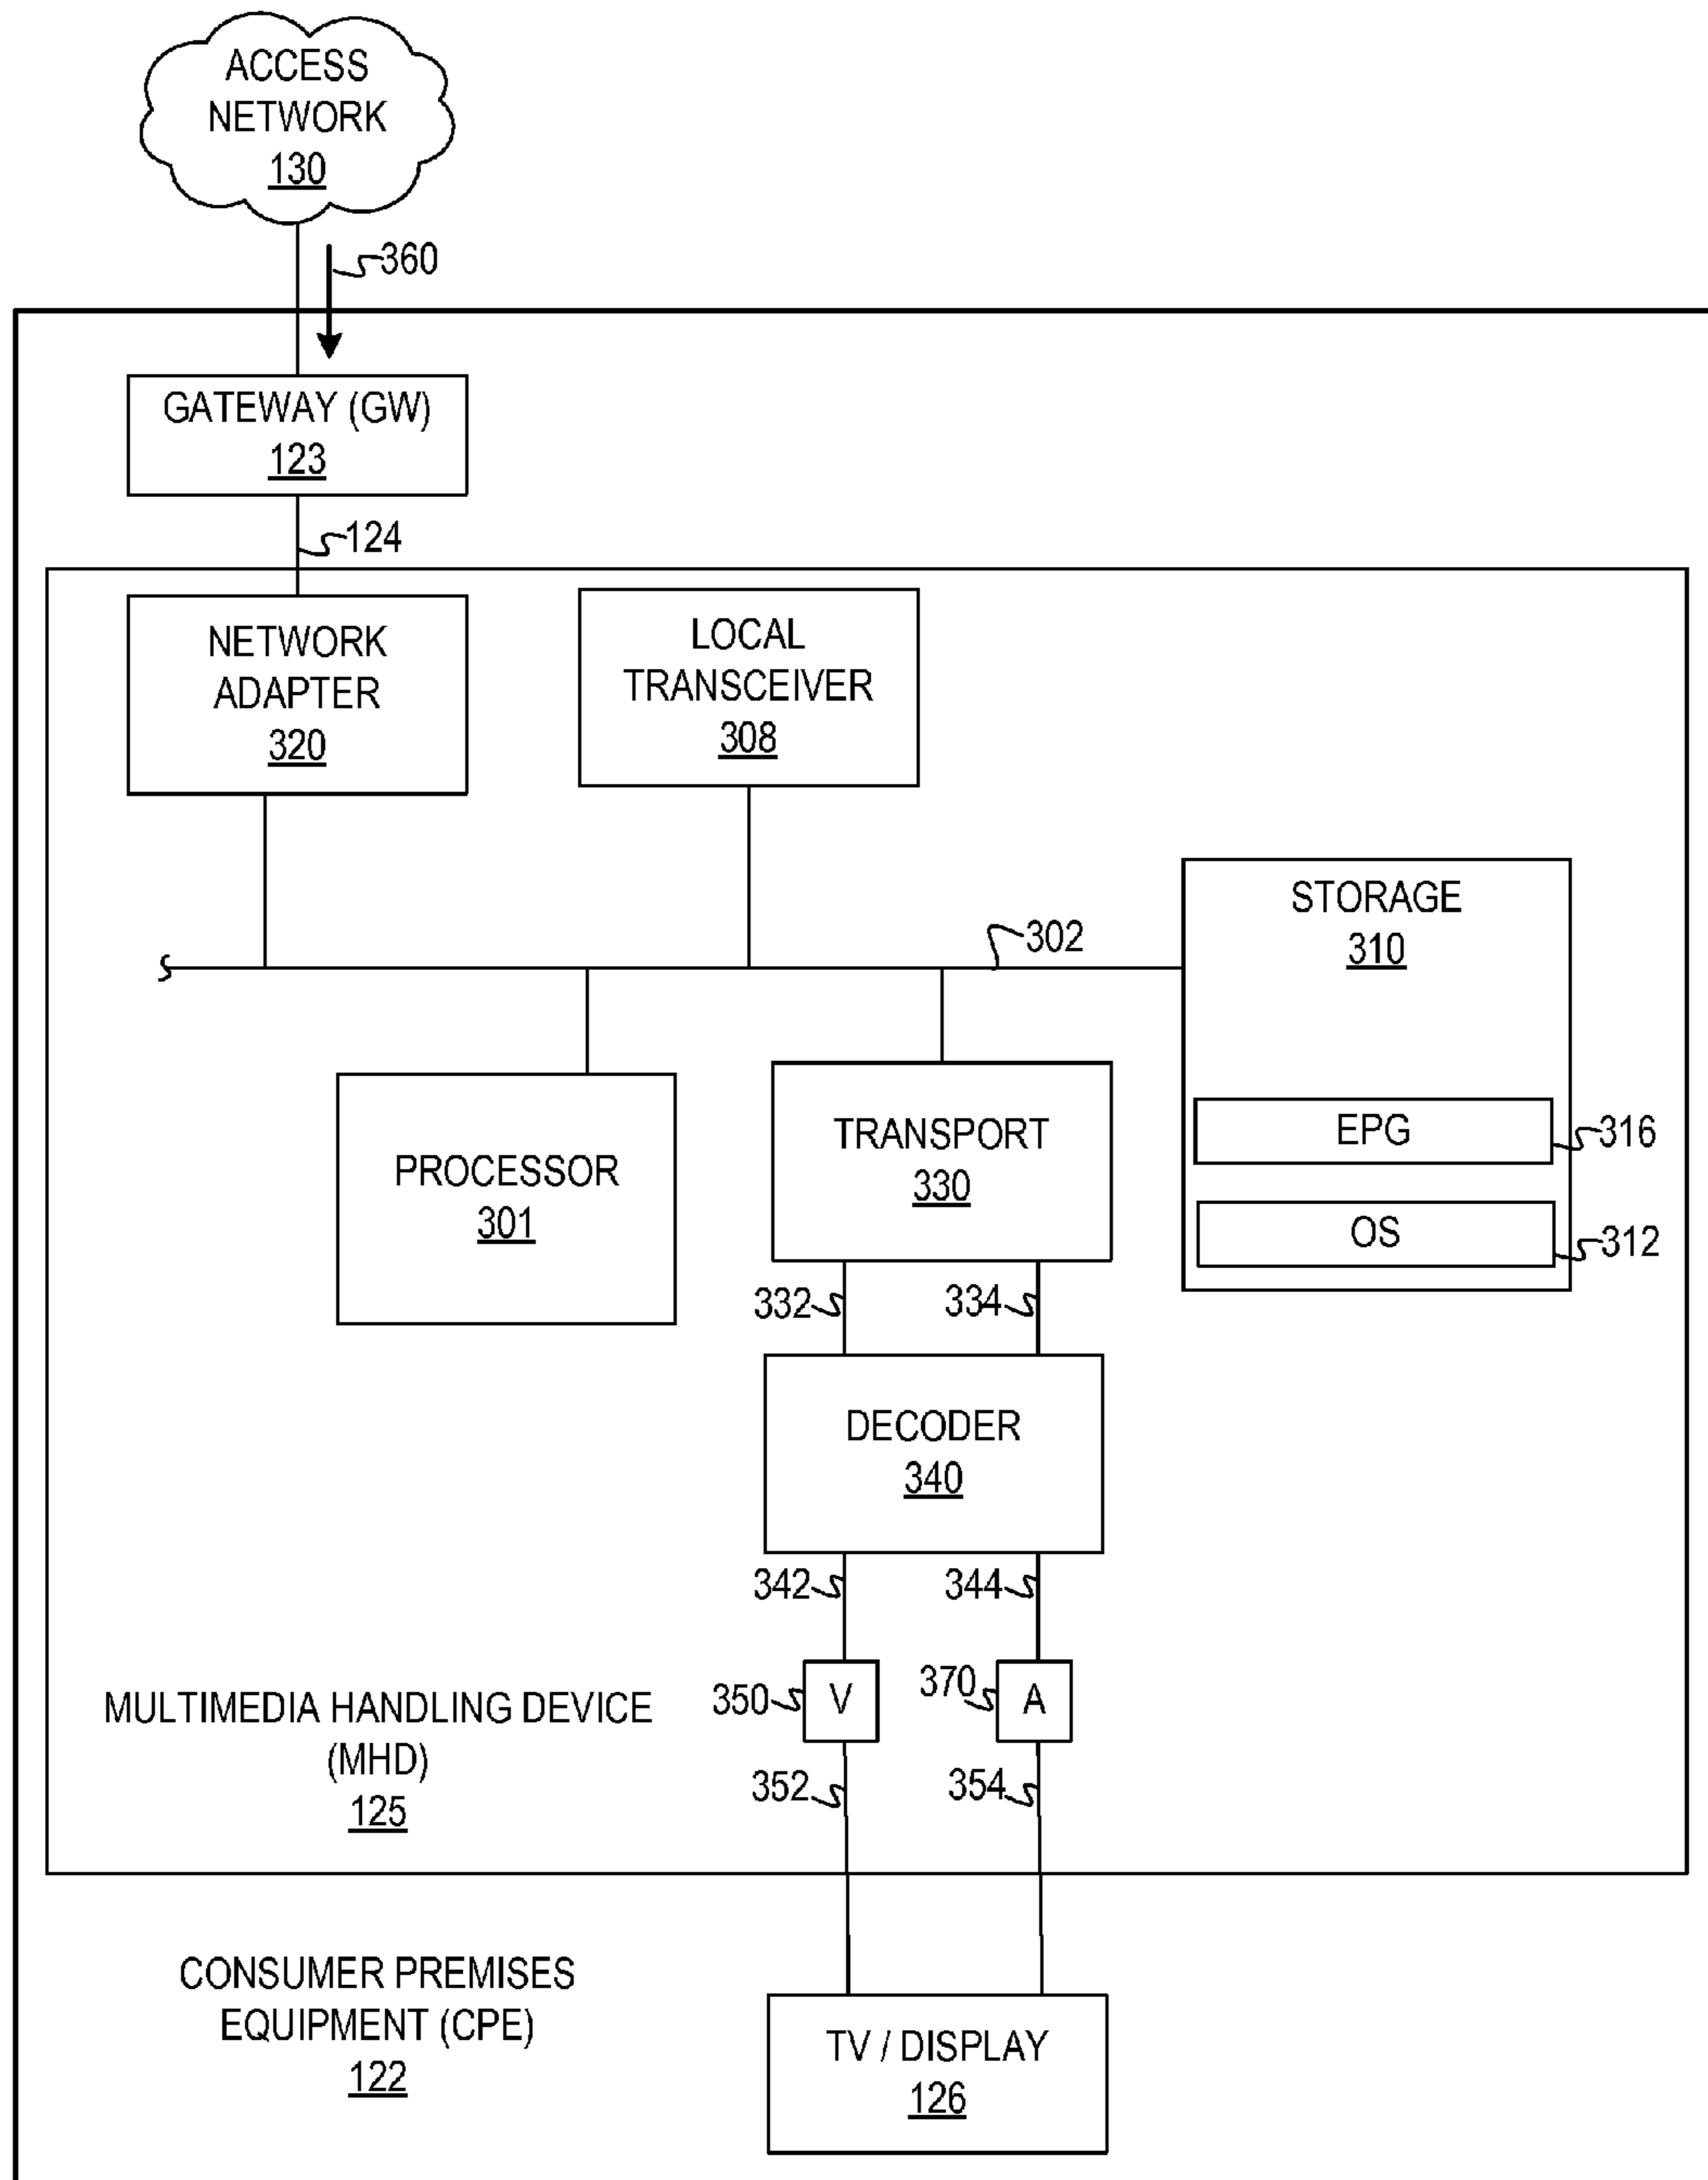 ACCESS
NETWORK
130
360
GATEWAY (GW)
123
124
NETWORK
ADAPTER
320
LOCAL
TRANSCEIVER
308
302
STORAGE
310
EPG
316
OS
312
PROCESSOR
301
TRANSPORT
330
332
334
DECODER
340
342
344
350
V
370
A
352
354
MULTIMEDIA HANDLING DEVICE
(MHD)
125
CONSUMER PREMISES
EQUIPMENT (CPE)
122
TV / DISPLAY
126